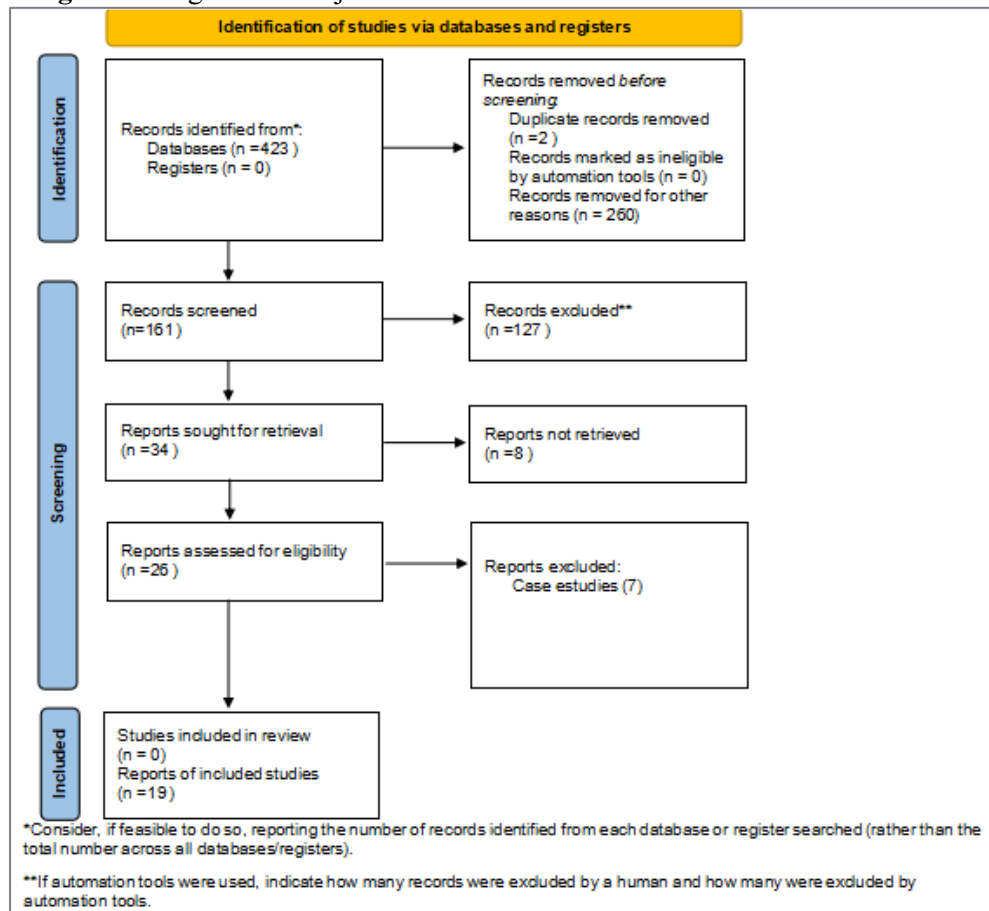 Identification of studies via databases and registers
Identification
Records identified from*:
Databases (n =423 )
Registers (n = 0)
Records removed before
screening:
Duplicate records removed
(n =2 )
Records marked as ineligible
by automation tools (n = 0)
Records removed for other
reasons (n = 260)
Screening
Records screened
(n=161 )
Records excluded**
(n =127 )
Reports sought for retrieval
(n =34 )
Reports not retrieved
(n =8 )
Reports assessed for eligibility
(n =26 )
Reports excluded:
Case estudies (7)
Included
Studies included in review
(n = 0)
Reports of included studies
(n =19 )
*Consider, if feasible to do so, reporting the number of records identified from each database or register searched (rather than the
total number across all databases/registers).
**If automation tools were used, indicate how many records were excluded by a human and how many were excluded by
automation tools.